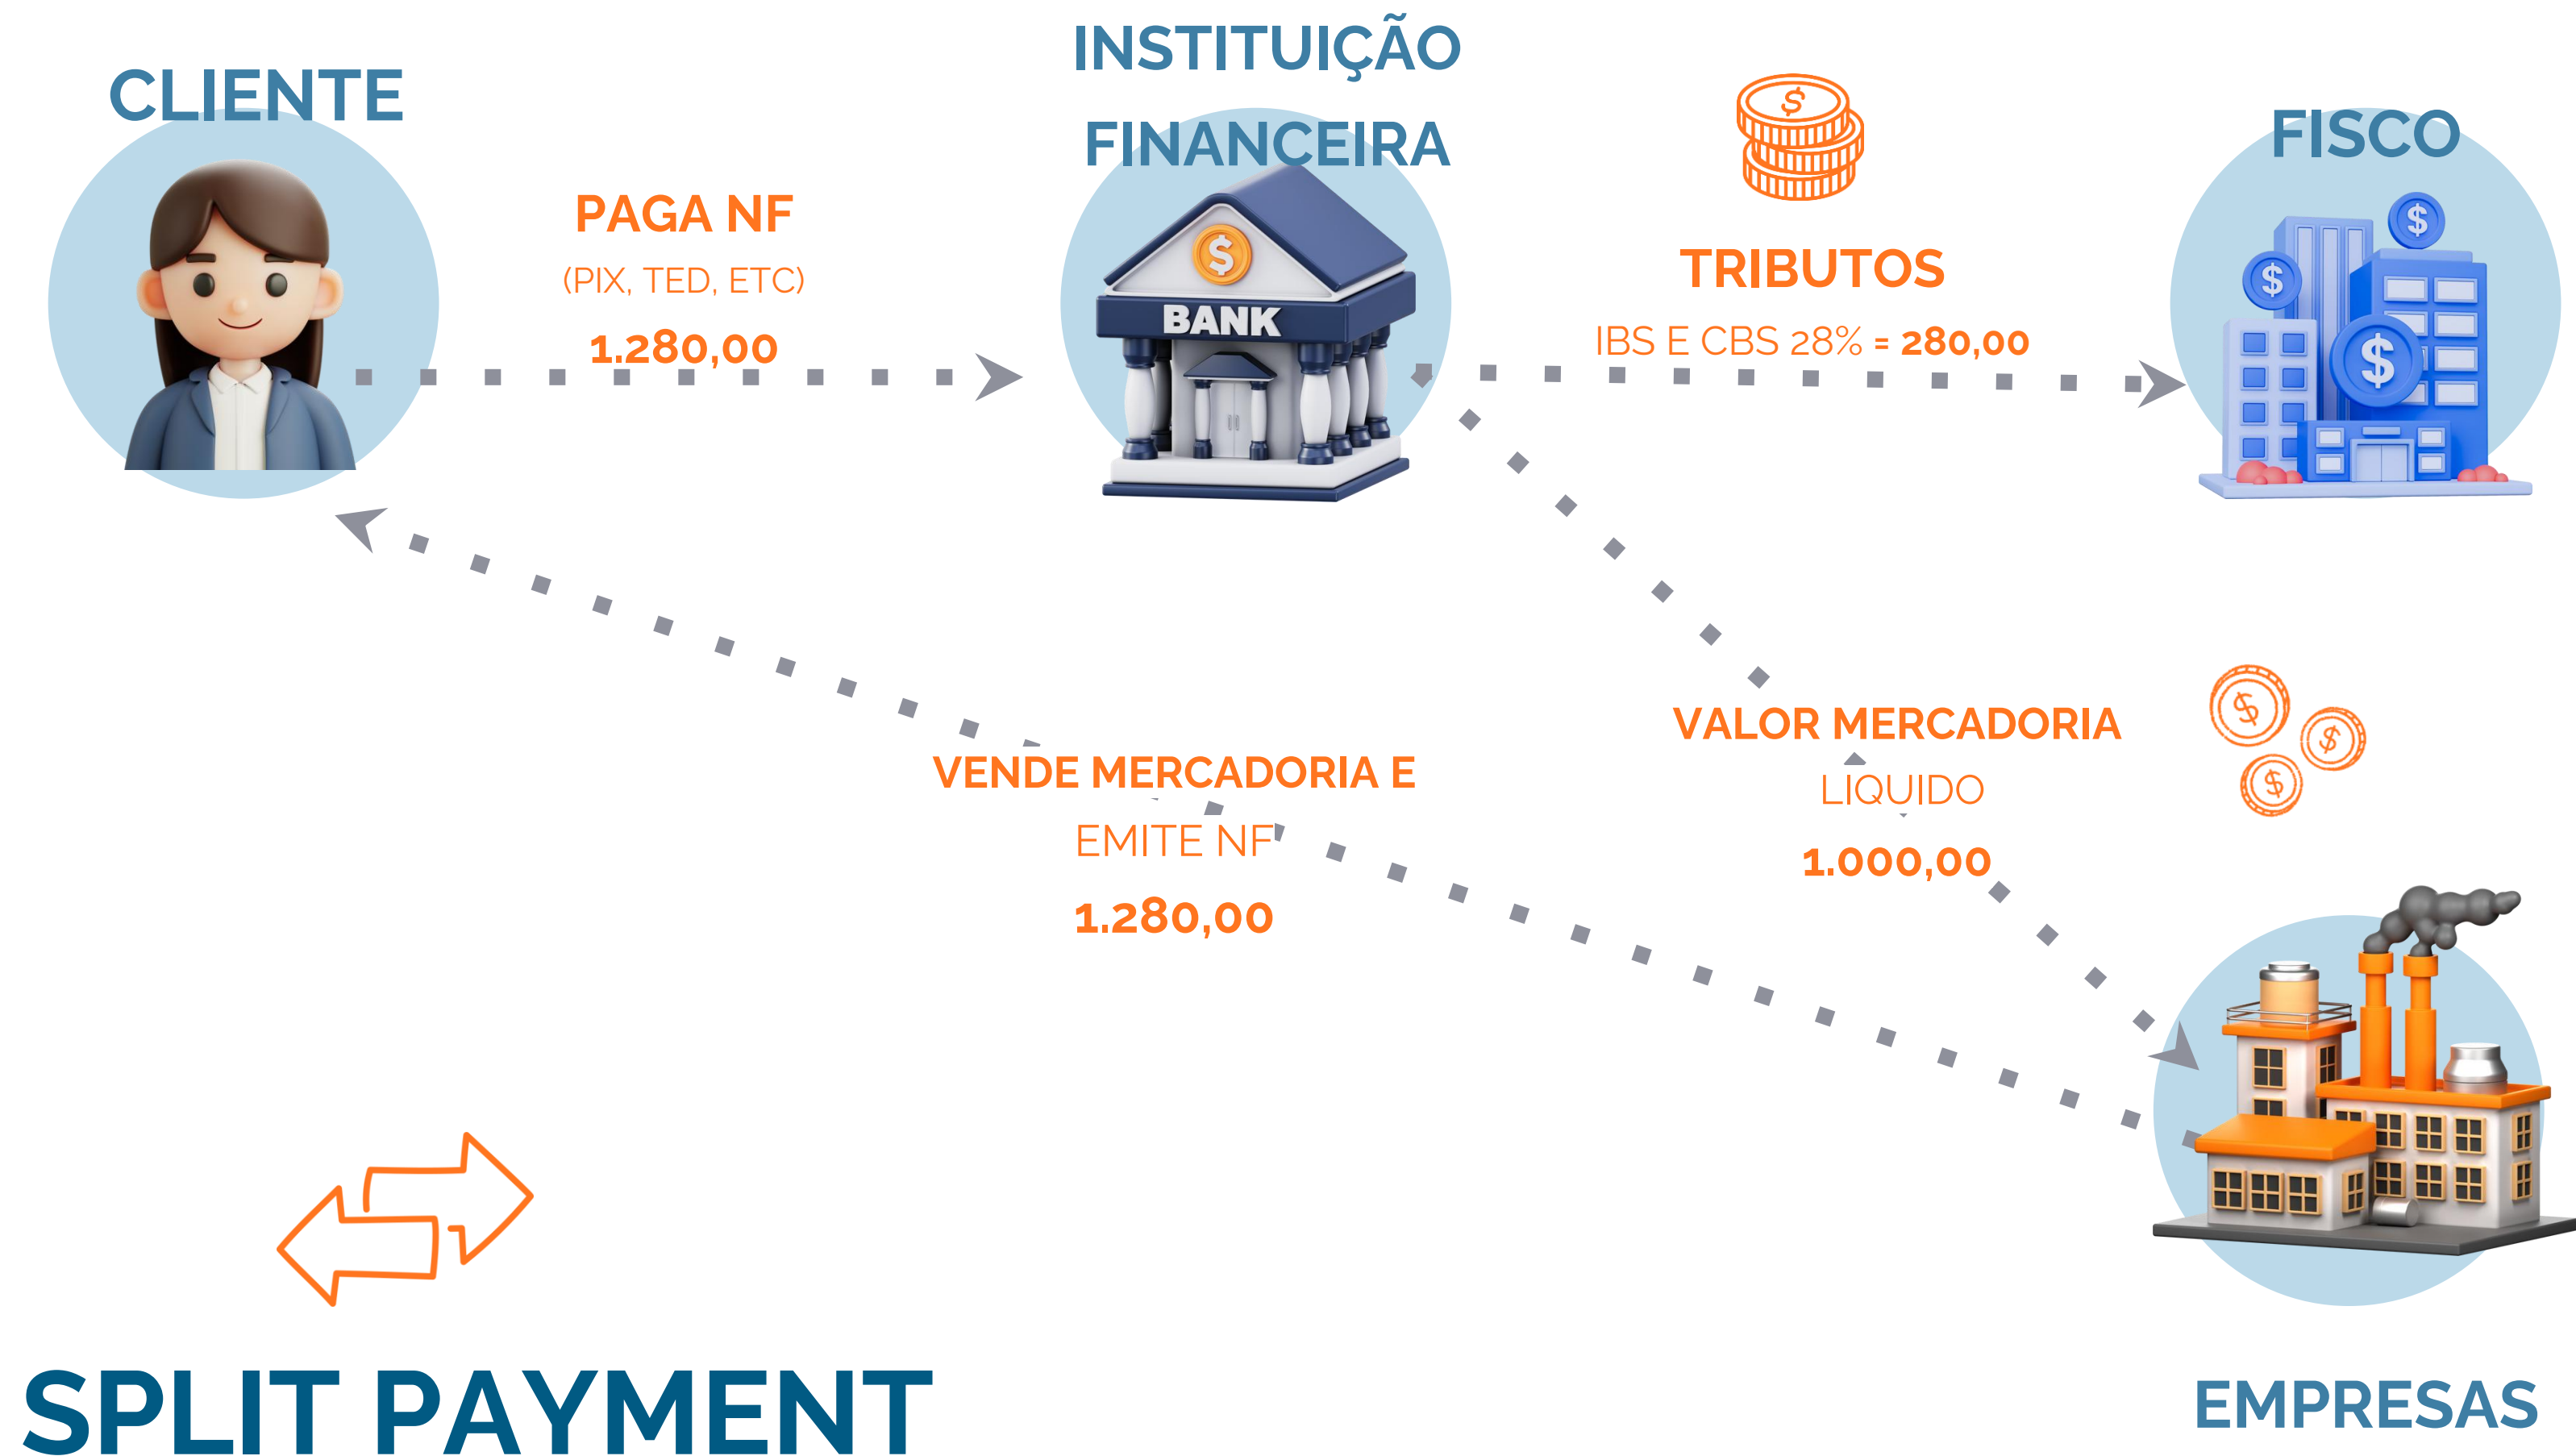 CLIENTE
INSTITUIÇÃO
FINANCEIRA
FISCO
PAGA NF
(PIX, TED, ETC)
1.280,00
BANK
TRIBUTOS
IBS E CBS 28% = 280,00
VENDE MERCADORIA E
EMITE NF
1.280,00
VALOR MERCADORIA
LÍQUIDO
1.000,00
SPLIT PAYMENT
EMPRESAS